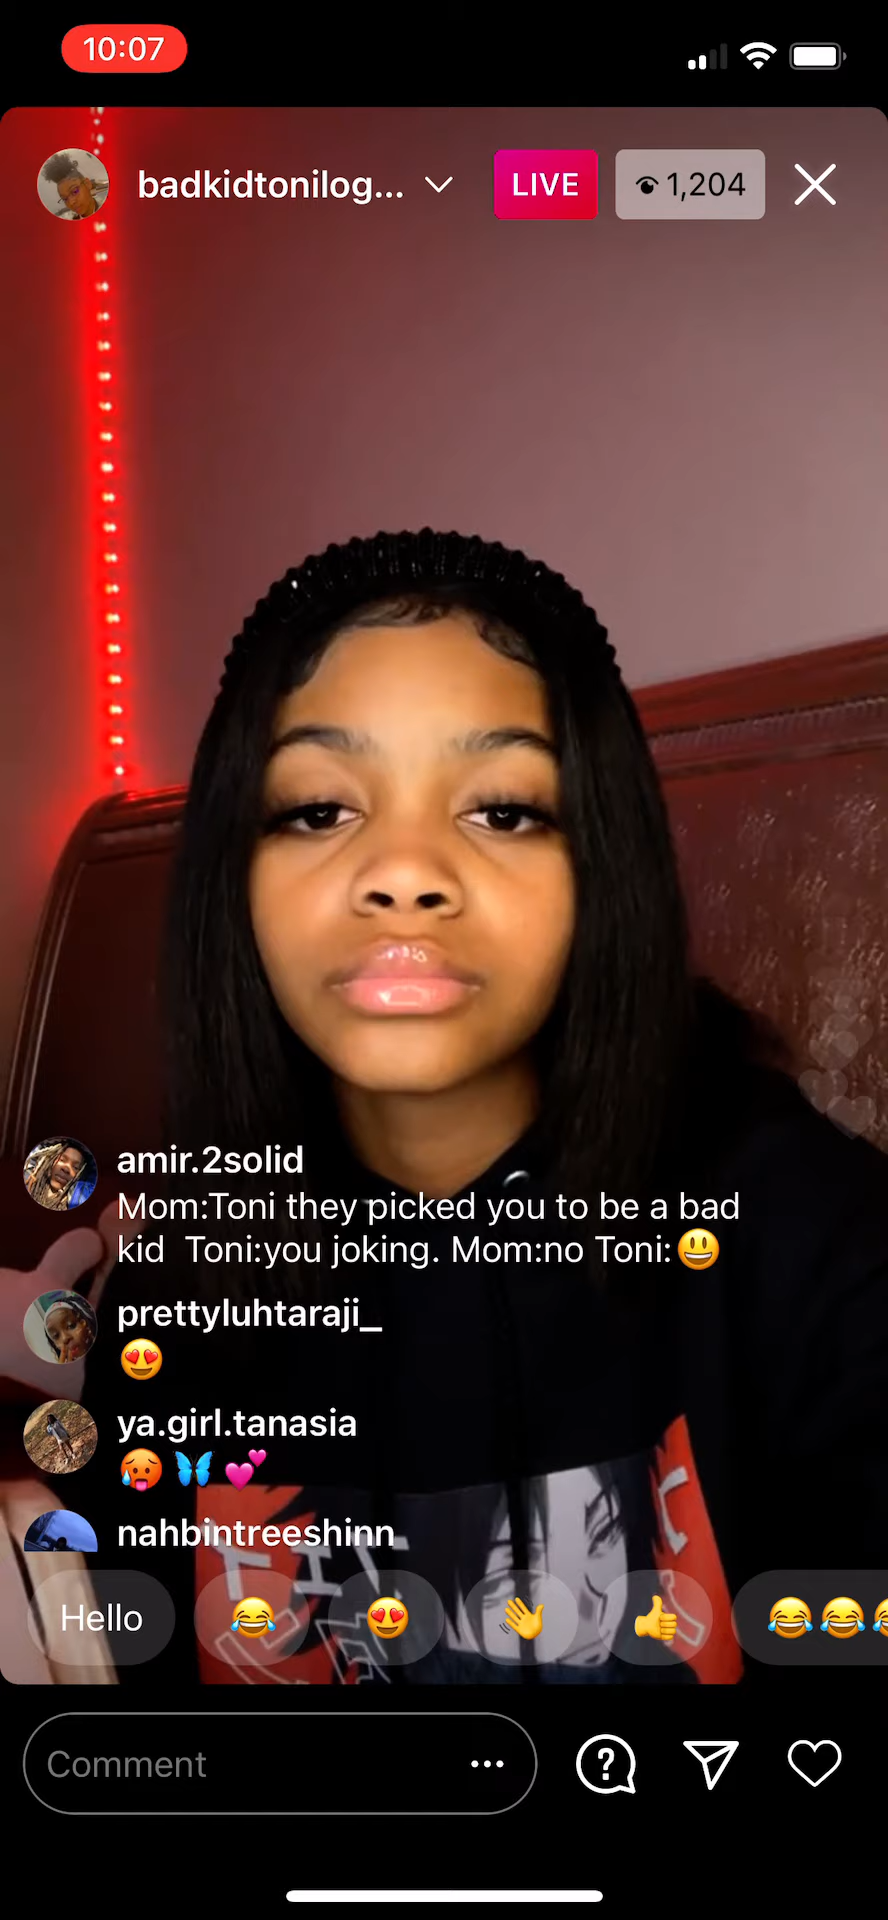 10:07
badkidtonilog...
LIVE
1,204
amir.2solid
Mom:Toni they picked you to be a bad
kid Toni:you joking. Mom:no Toni:😃
prettyluhtaraji_
😍
ya.girl.tanasia
🥵 🦋 💕
nahbintreeshinn
Hello 😂 😍 👋 👍 😂😂
Comment